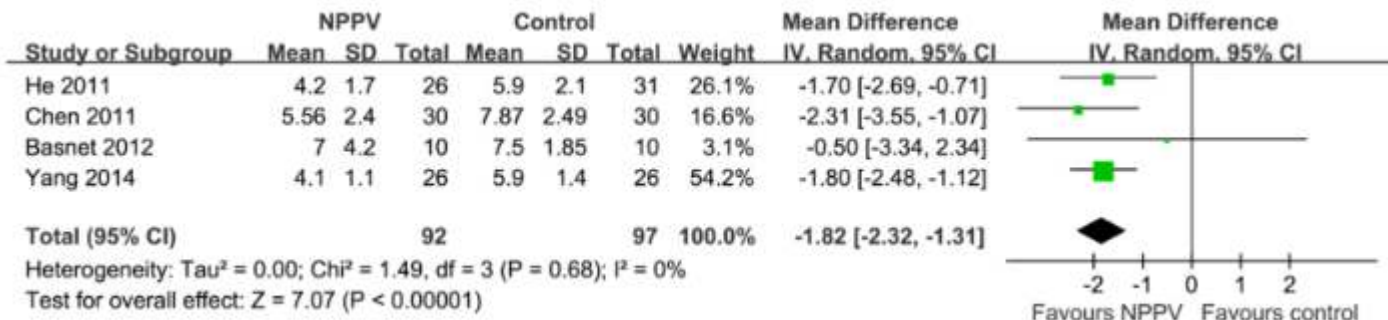 NPPV Control Mean Difference Mean Difference
Study or Subgroup Mean SD Total Mean SD Total Weight IV, Random, 95% CI IV, Random, 95% CI
He 2011 4.2 1.7 26 5.9 2.1 31 26.1% -1.70 [-2.69, -0.71]
Chen 2011 5.56 2.4 30 7.87 2.49 30 16.6% -2.31 [-3.55, -1.07]
Basnet 2012 7 4.2 10 7.5 1.85 10 3.1% -0.50 [-3.34, 2.34]
Yang 2014 4.1 1.1 26 5.9 1.4 26 54.2% -1.80 [-2.48, -1.12]
Total (95% CI) 92 97 100.0% -1.82 [-2.32, -1.31]
Heterogeneity: Tau² = 0.00; Chi² = 1.49, df = 3 (P = 0.68); I² = 0%
Test for overall effect: Z = 7.07 (P < 0.00001)
-2 -1 0 1 2
Favours NPPV Favours control